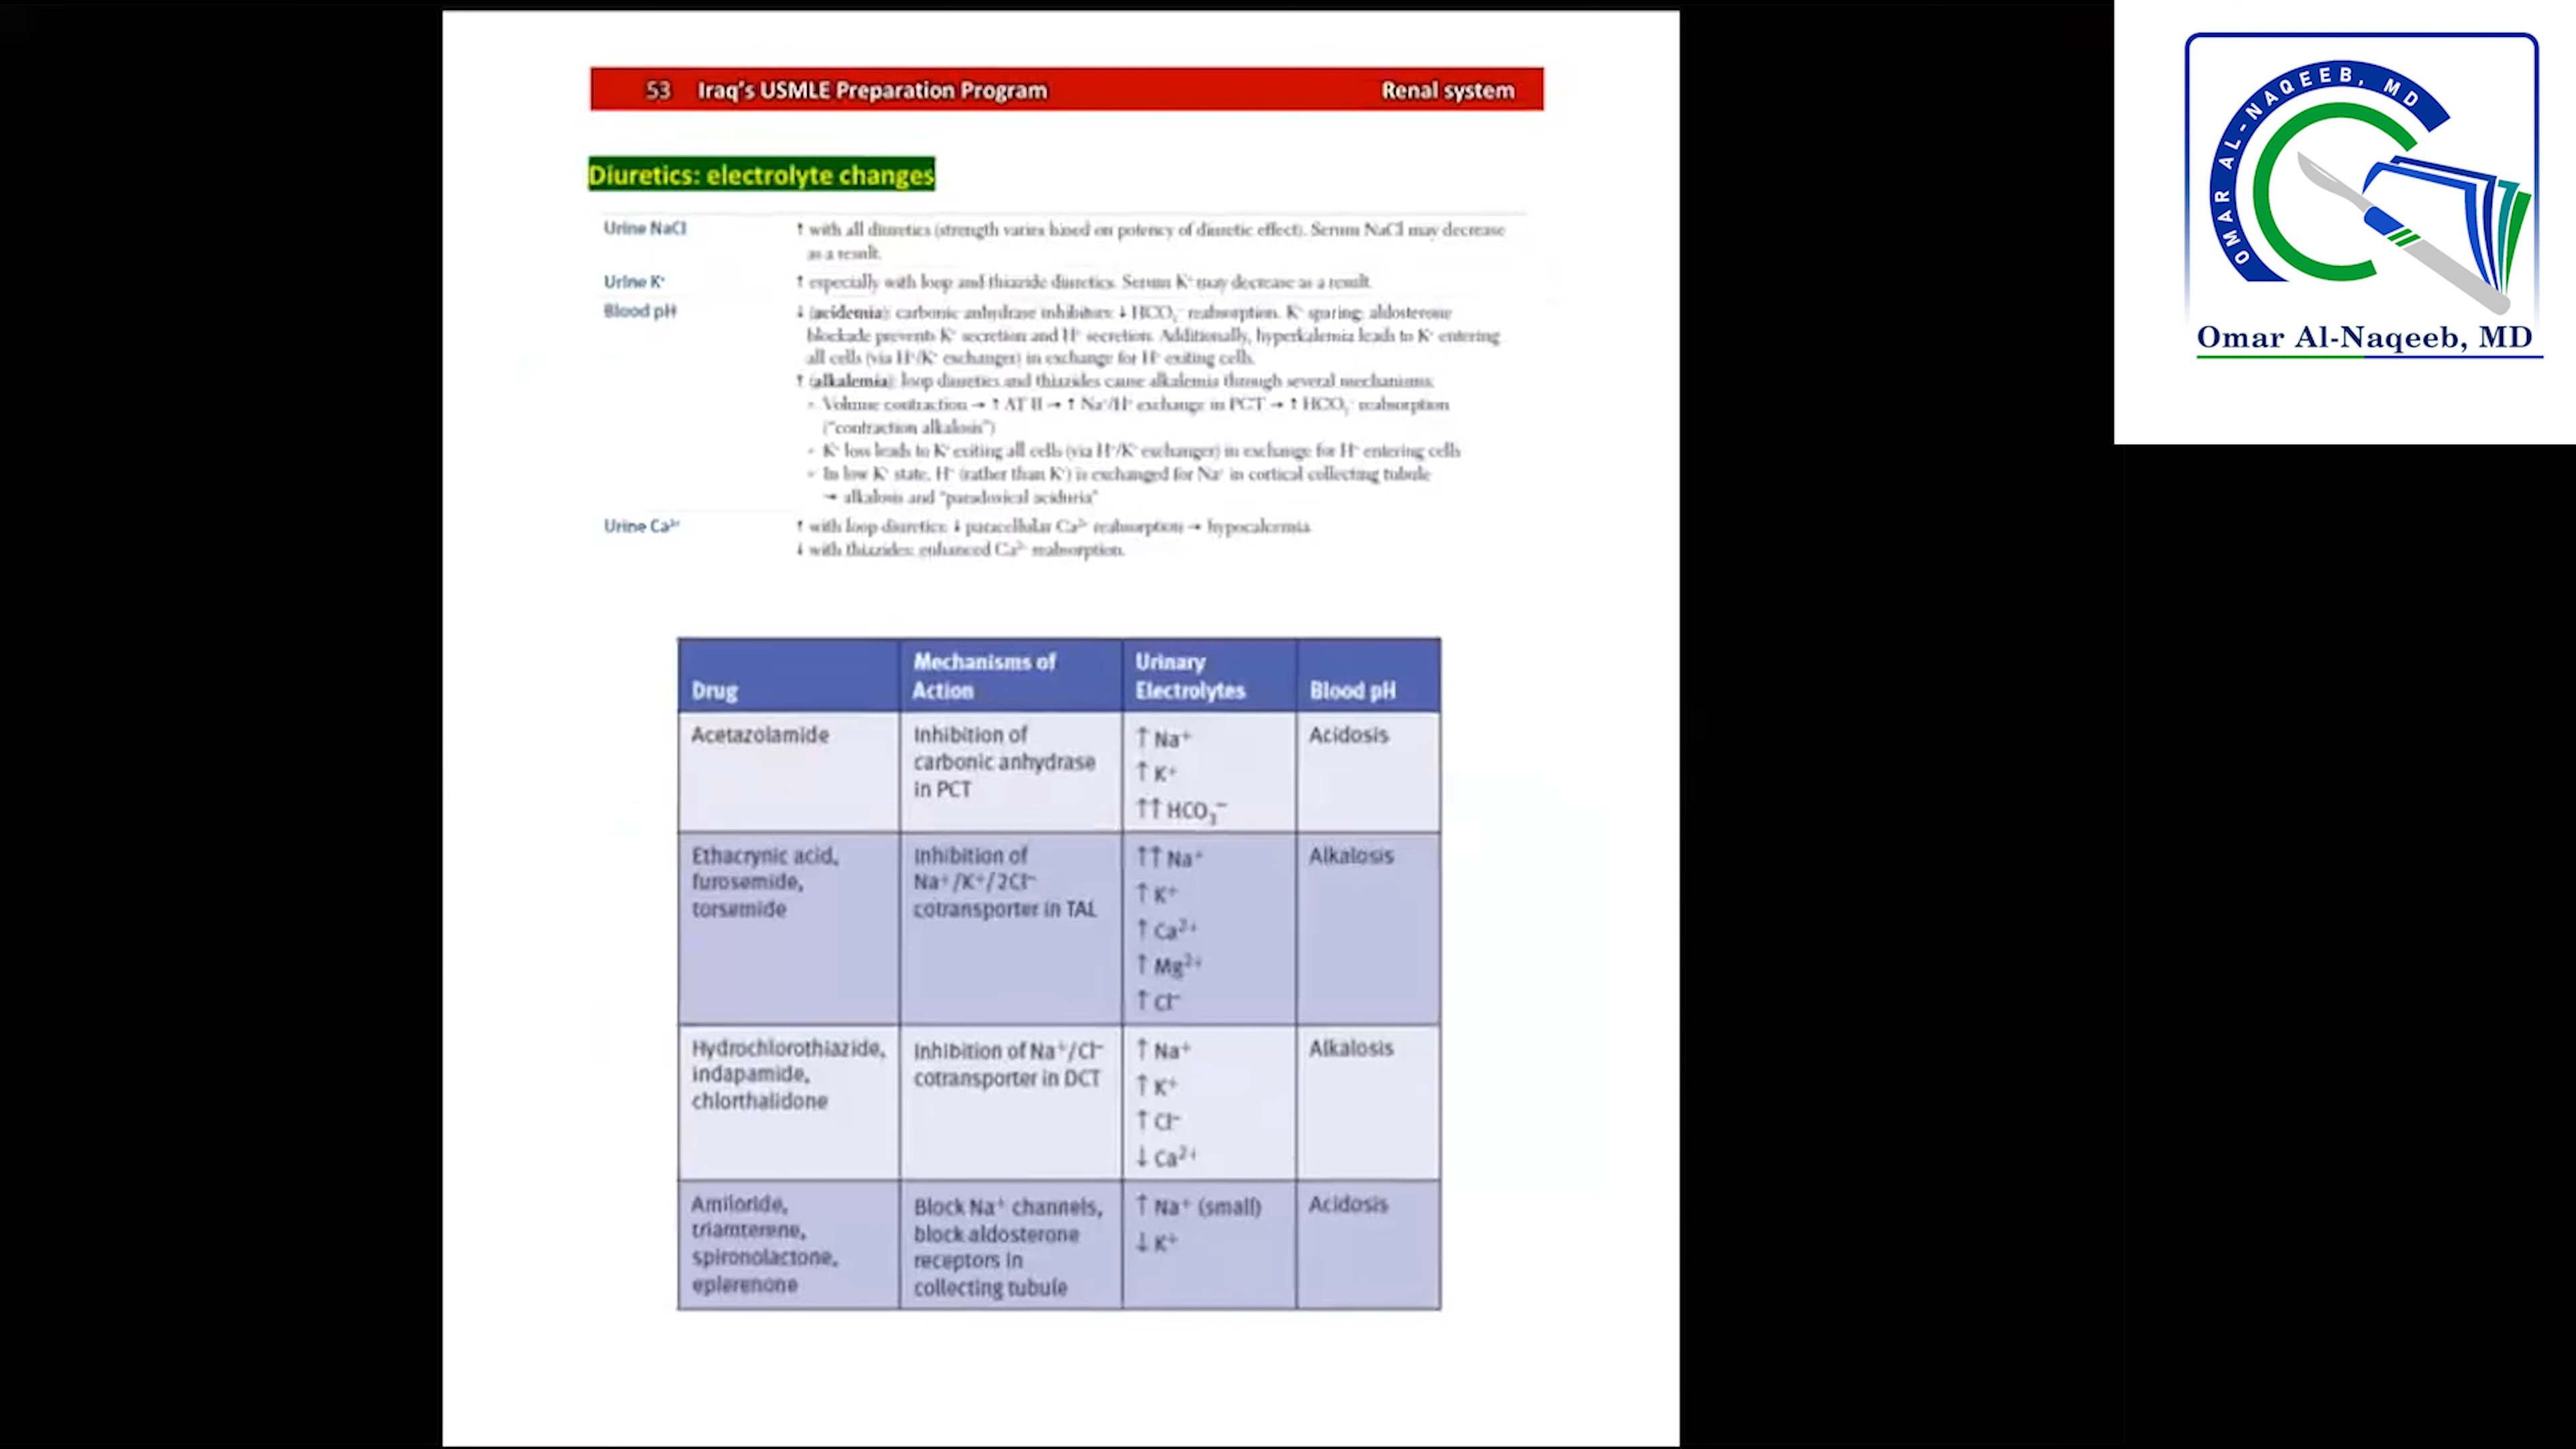 53 Iraq's USMLE Preparation Program Renal system
OMAR AL-NAQEEB, MD
Omar Al-Naqeeb, MD
Diuretics: electrolyte changes
Urine NaCl ↑ with all diuretics (strength varies based on potency of diuretic effect). Serum NaCl may decrease
as a result.
Urine K⁺ ↑ especially with loop and thiazide diuretics. Serum K⁺ may decrease as a result.
Blood pH ↓ (acidemia): carbonic anhydrase inhibitors: ↓ HCO₃⁻ reabsorption. K⁺ sparing: aldosterone
blockade prevents K⁺ secretion and H⁺ secretion. Additionally, hyperkalemia leads to K⁺ entering
all cells (via H⁺/K⁺ exchanger) in exchange for H⁺ exiting cells.
↑ (alkalemia): loop diuretics and thiazides cause alkalemia through several mechanisms:
▪ Volume contraction → ↑ AT II → ↑ Na⁺/H⁺ exchange in PCT → ↑ HCO₃⁻ reabsorption
("contraction alkalosis")
▪ K⁺ loss leads to K⁺ exiting all cells (via H⁺/K⁺ exchanger) in exchange for H⁺ entering cells
▪ In low K⁺ state, H⁺ (rather than K⁺) is exchanged for Na⁺ in cortical collecting tubule
→ alkalosis and "paradoxical aciduria"
Urine Ca²⁺ ↑ with loop diuretics: ↓ paracellular Ca²⁺ reabsorption → hypocalcemia.
↓ with thiazides: enhanced Ca²⁺ reabsorption.
Drug Mechanisms of Action Urinary Electrolytes Blood pH
Acetazolamide Inhibition of ↑ Na⁺ Acidosis
carbonic anhydrase ↑ K⁺
in PCT ↑↑ HCO₃⁻
Ethacrynic acid, Inhibition of ↑↑ Na⁺ Alkalosis
furosemide, Na⁺/K⁺/2Cl⁻ ↑ K⁺
torsemide cotransporter in TAL ↑ Ca²⁺
↑ Mg²⁺
↑ Cl⁻
Hydrochlorothiazide, Inhibition of Na⁺/Cl⁻ ↑ Na⁺ Alkalosis
indapamide, cotransporter in DCT ↑ K⁺
chlorthalidone ↑ Cl⁻
↓ Ca²⁺
Amiloride, Block Na⁺ channels, ↑ Na⁺ (small) Acidosis
triamterene, block aldosterone ↓ K⁺
spironolactone, receptors in
eplerenone collecting tubule